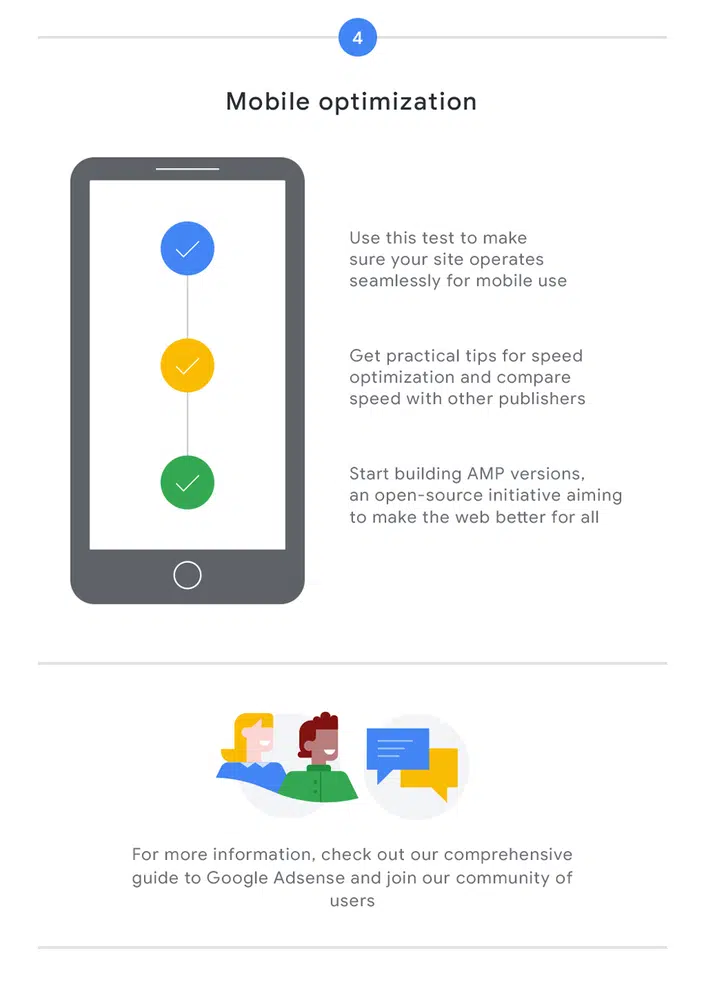 4
Mobile optimization
Use this test to make
sure your site operates
seamlessly for mobile use
Get practical tips for speed
optimization and compare
speed with other publishers
Start building AMP versions,
an open-source initiative aiming
to make the web better for all
For more information, check out our comprehensive
guide to Google Adsense and join our community of
users